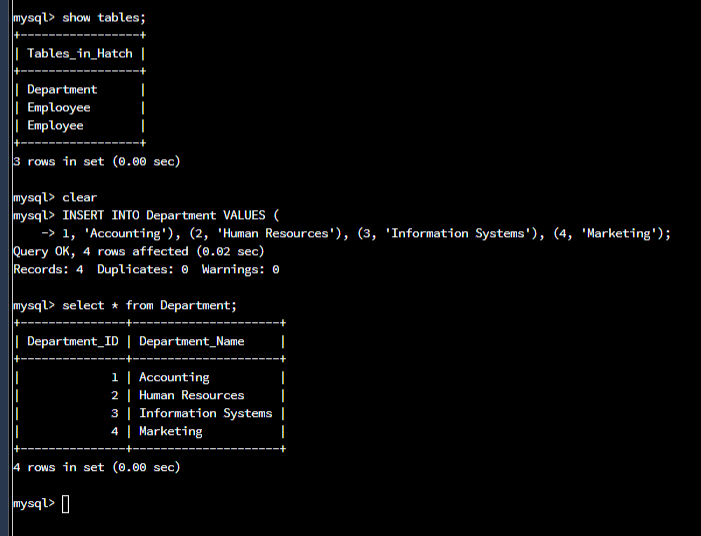 mysql> show tables;
+-----------------+
| Tables_in_Hatch |
+-----------------+
| Department      |
| Emplooyee       |
| Employee        |
+-----------------+
3 rows in set (0.00 sec)
mysql> clear
mysql> INSERT INTO Department VALUES (
    -> 1, 'Accounting'), (2, 'Human Resources'), (3, 'Information Systems'), (4, 'Marketing');
Query OK, 4 rows affected (0.02 sec)
Records: 4  Duplicates: 0  Warnings: 0
mysql> select * from Department;
+---------------+---------------------+
| Department_ID | Department_Name     |
+---------------+---------------------+
|             1 | Accounting          |
|             2 | Human Resources     |
|             3 | Information Systems |
|             4 | Marketing           |
+---------------+---------------------+
4 rows in set (0.00 sec)
mysql>